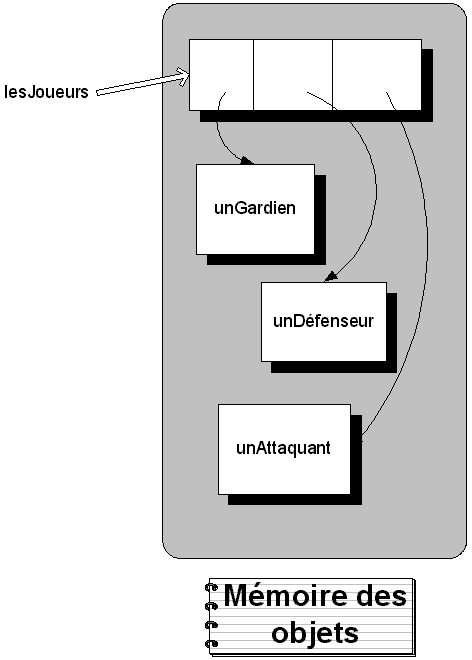 lesJoueurs
unGardien
unDéfenseur
unAttaquant
Mémoire des
objets